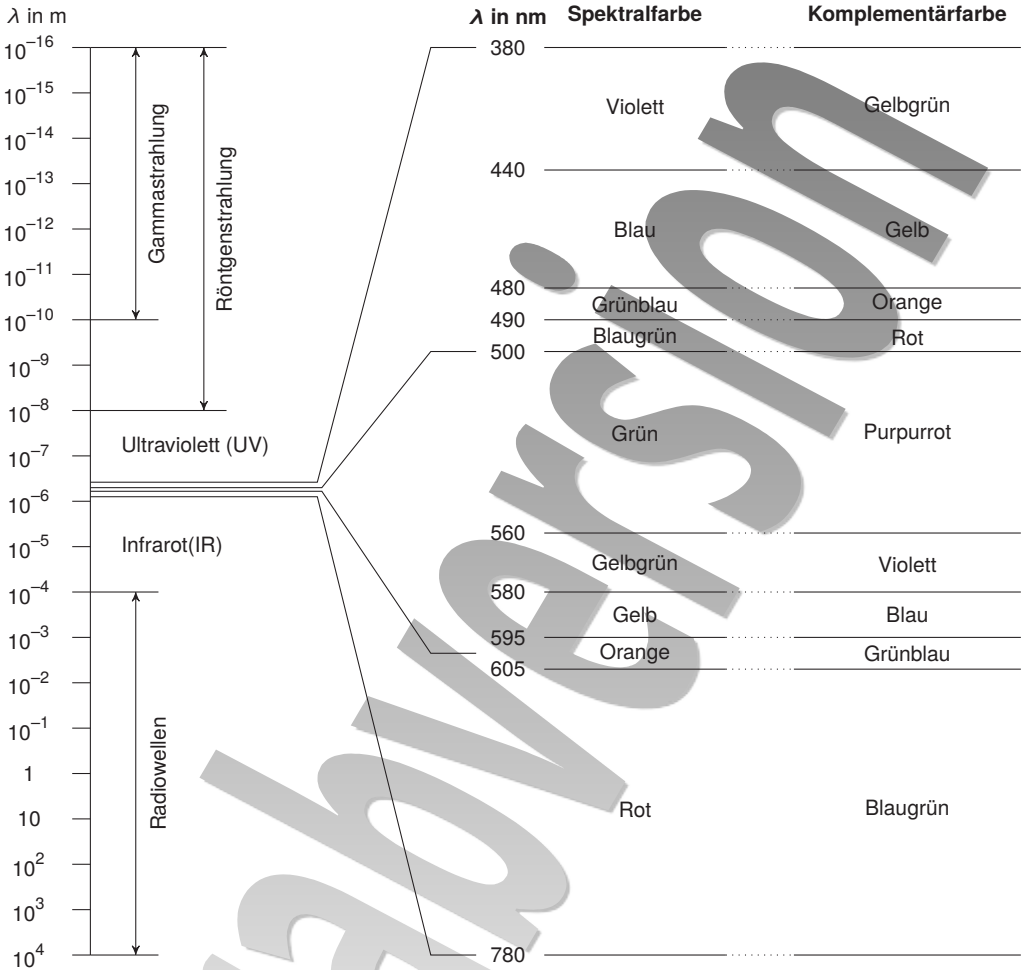 λ in m
10⁻¹⁶
10⁻¹⁵
10⁻¹⁴
10⁻¹³
10⁻¹²
10⁻¹¹
10⁻¹⁰
10⁻⁹
10⁻⁸
10⁻⁷
10⁻⁶
10⁻⁵
10⁻⁴
10⁻³
10⁻²
10⁻¹
1
10
10²
10³
10⁴
Gammastrahlung
Röntgenstrahlung
Ultraviolett (UV)
Infrarot(IR)
Radiowellen
λ in nm Spektralfarbe Komplementärfarbe
380
Violett Gelbgrün
440
Blau Gelb
480
Grünblau Orange
490
Blaugrün Rot
500
Grün Purpurrot
560
Gelbgrün Violett
580
Gelb Blau
595
Orange Grünblau
605
Rot Blaugrün
780
abversion